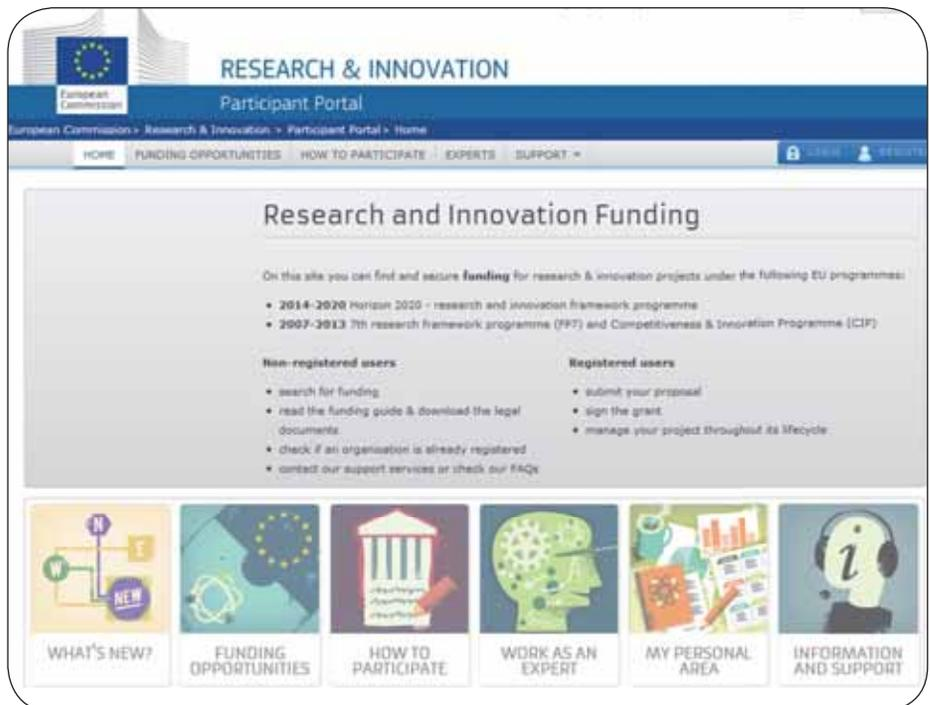 European
Commission
RESEARCH & INNOVATION
Participant Portal
European Commission > Research & Innovation > Participant Portal > Home
HOME FUNDING OPPORTUNITIES HOW TO PARTICIPATE EXPERTS SUPPORT
LOGIN REGISTER
Research and Innovation Funding
On this site you can find and secure funding for research & innovation projects under the following EU programmes:
• 2014-2020 Horizon 2020 - research and innovation framework programme
• 2007-2013 7th research framework programme (FP7) and Competitiveness & Innovation Programme (CIP)
Non-registered users
• search for funding
• read the funding guide & download the legal
documents
• check if an organisation is already registered
• contact our support services or check our FAQs
Registered users
• submit your proposal
• sign the grant
• manage your project throughout its lifecycle
N
E
W
NEW
i
WHAT'S NEW?
FUNDING
OPPORTUNITIES
HOW TO
PARTICIPATE
WORK AS AN
EXPERT
MY PERSONAL
AREA
INFORMATION
AND SUPPORT